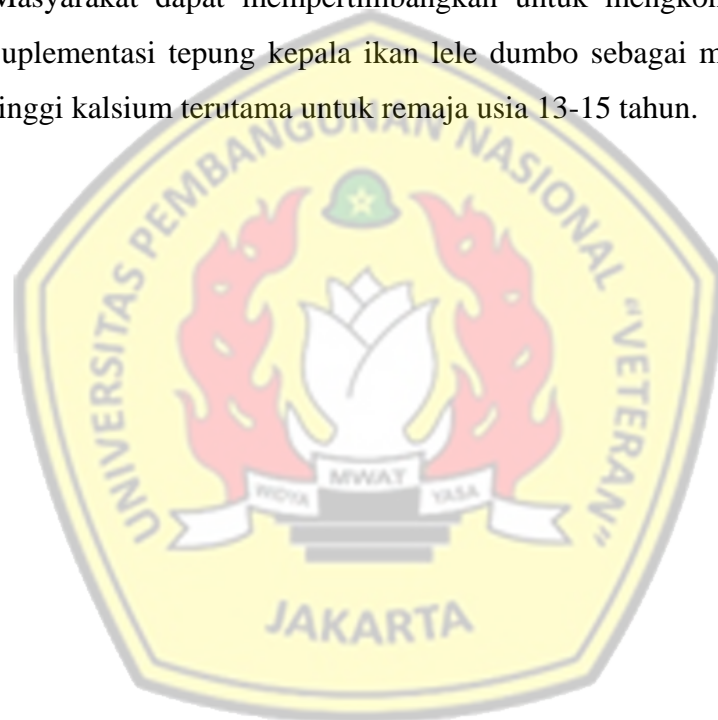 Masyarakat dapat mempertimbangkan untuk
uplementasi tepung kepala ikan lele dumbo sebagai
inggi kalsium terutama untuk remaja usia 13-15 tahun.
UNIVERSITAS PEMBANGUNAN NASIONAL "VETERAN"
WIDYA MWAT YASA
JAKARTA